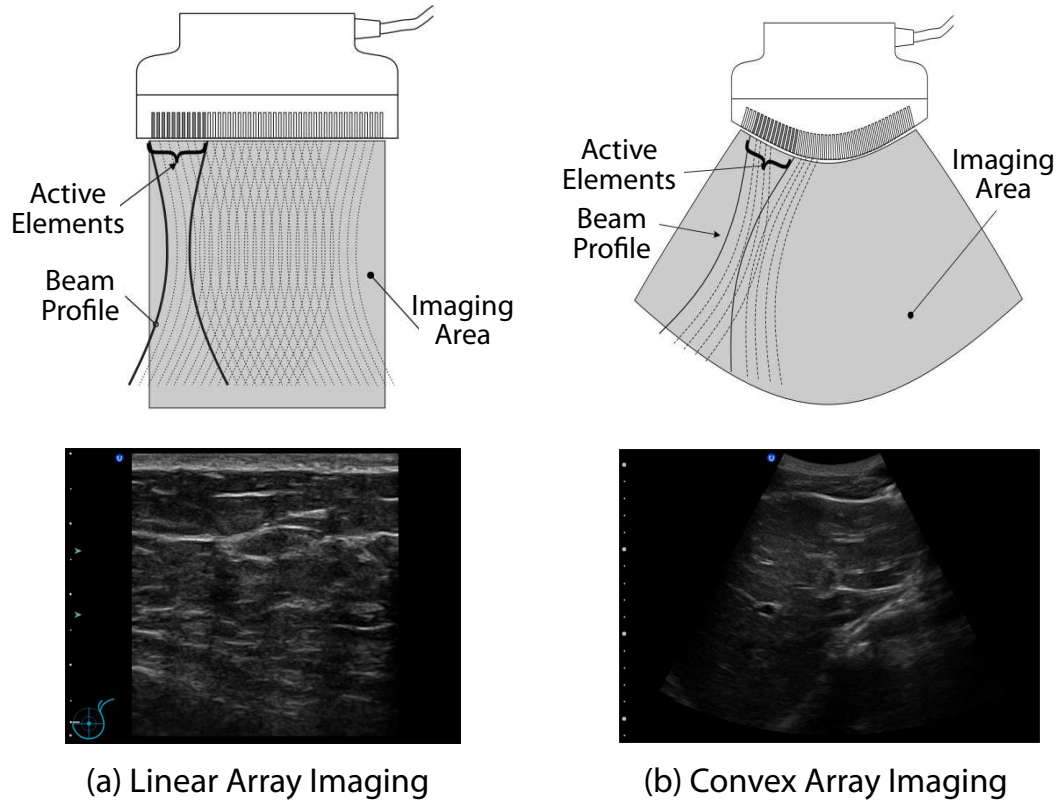 Active
Elements
Beam
Profile
Imaging
Area
Active
Elements
Beam
Profile
Imaging
Area
(a) Linear Array Imaging
(b) Convex Array Imaging